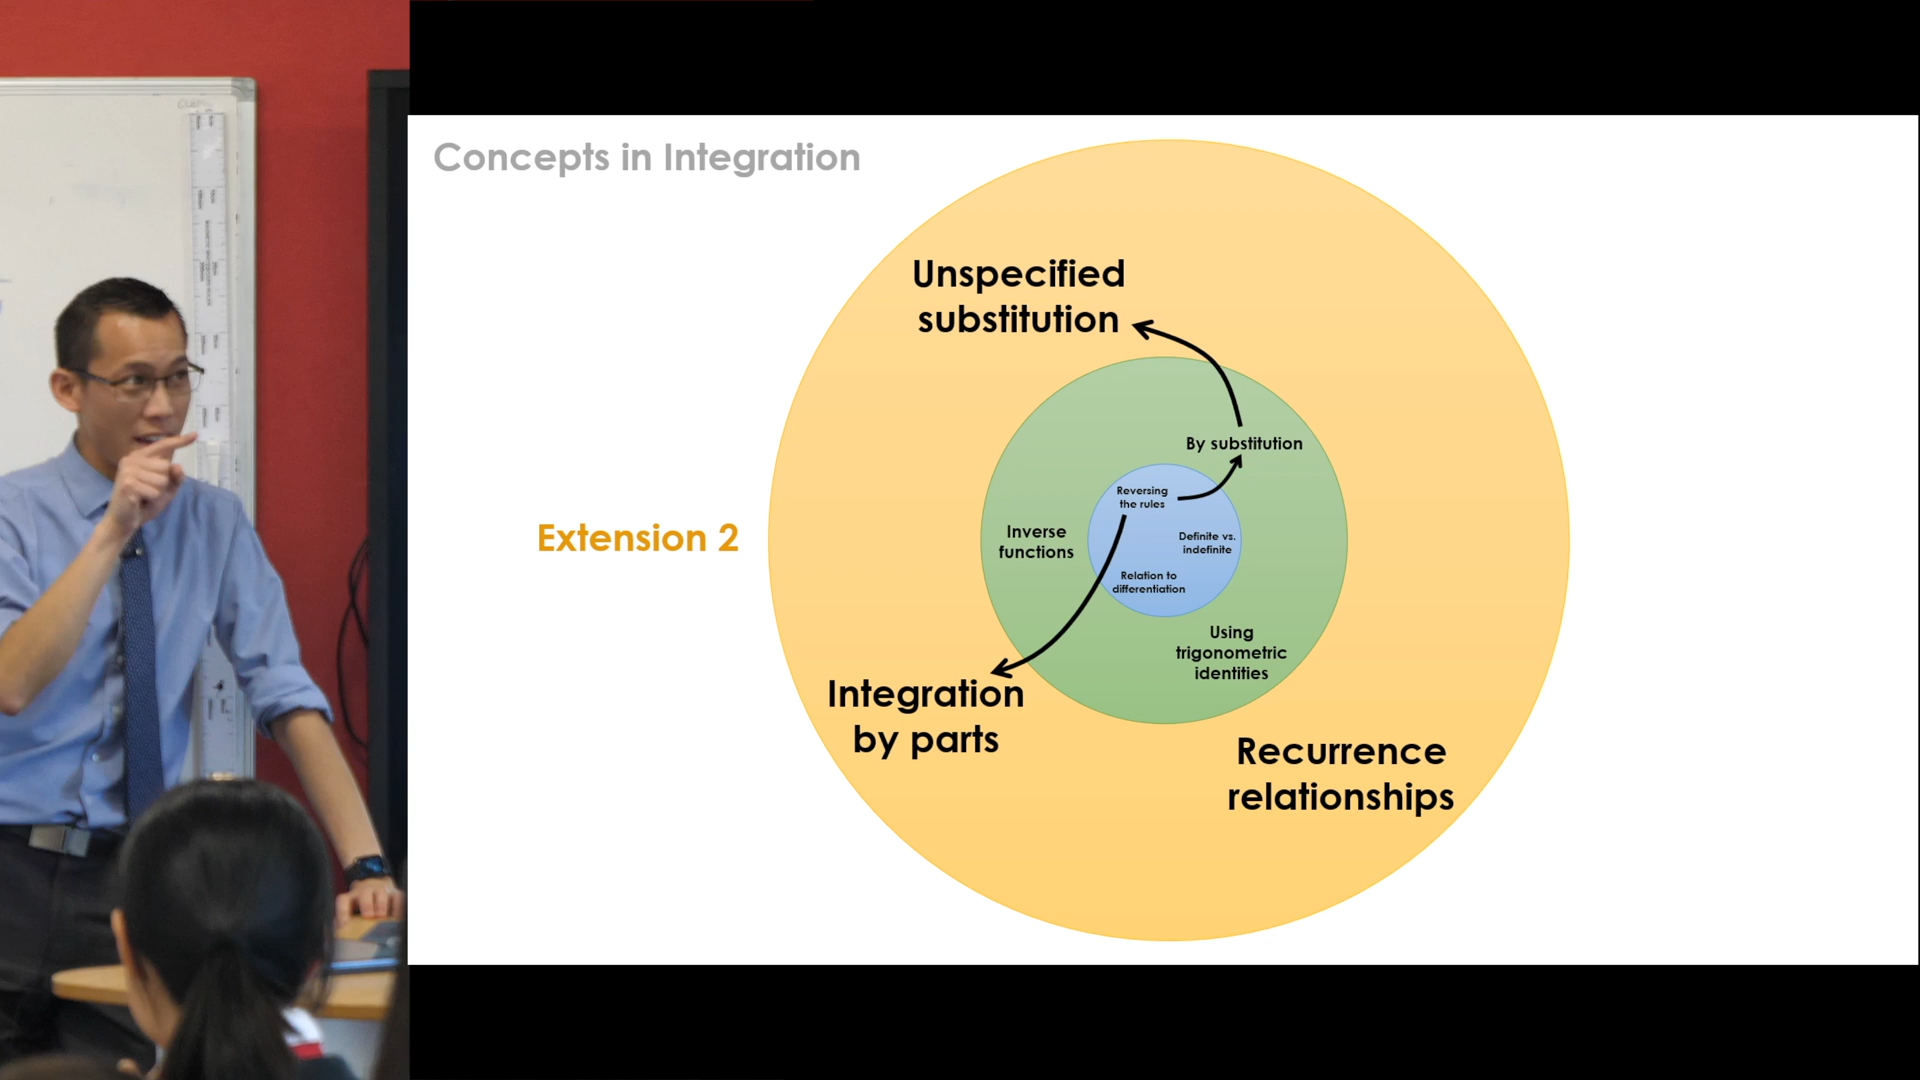 Concepts in Integration
Unspecified
substitution
By substitution
Reversing
the rules
Inverse
functions
Definite vs.
indefinite
Extension 2
Relation to
differentiation
Using
trigonometric
identities
Integration
by parts
Recurrence
relationships